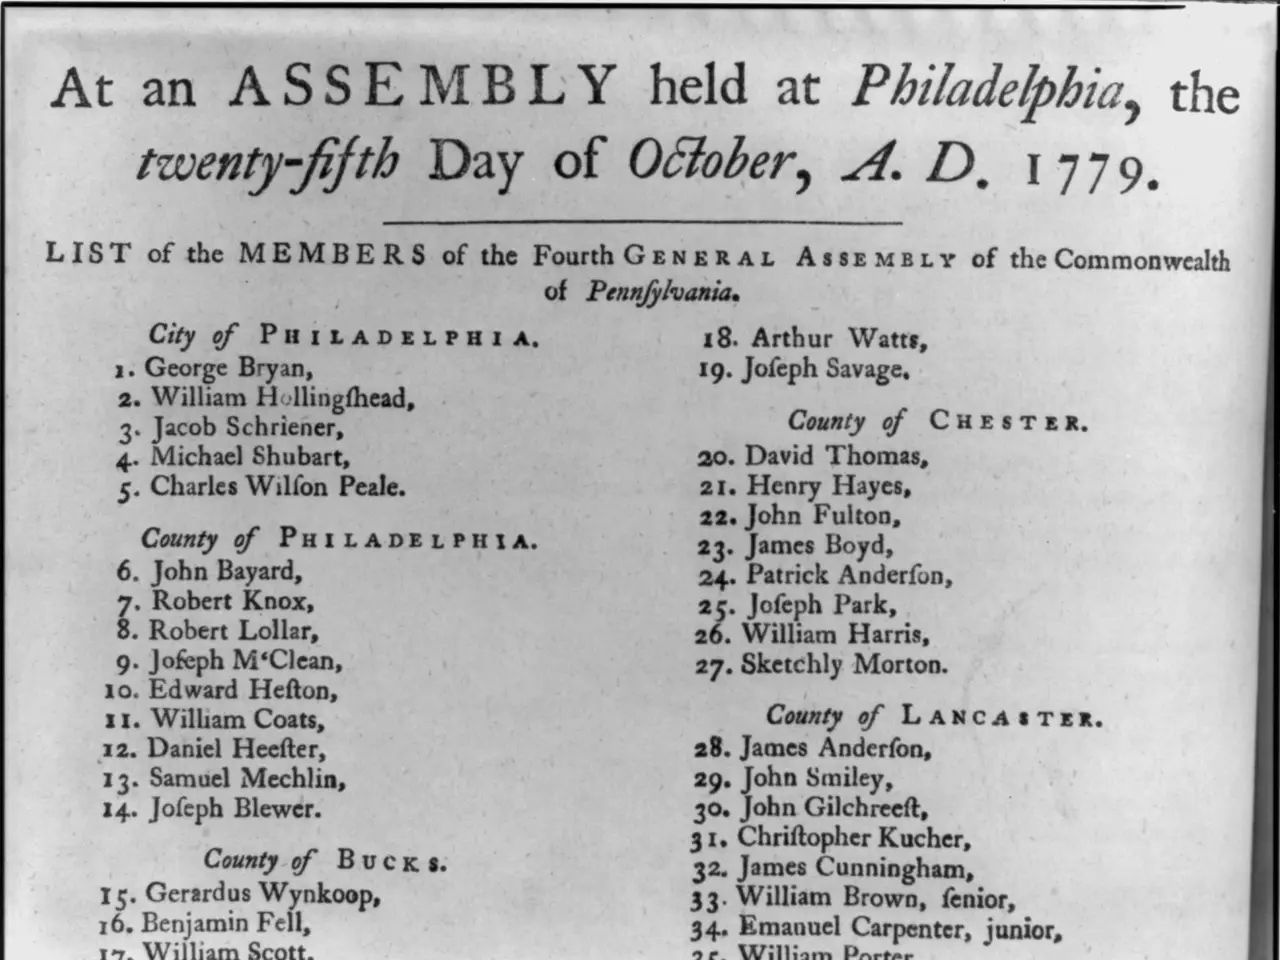 At an ASSEMBLY held at Philadelphia, the
twenty-fifth Day of October, A. D. 1779.
LIST of the MEMBERS of the Fourth GENERAL ASSEMBLY of the Commonwealth
of Pennſylvania.
City of PHILADELPHIA.
1. George Bryan,
2. William Hollingſhead,
3. Jacob Schriener,
4. Michael Shubart,
5. Charles Wilſon Peale.
County of PHILADELPHIA.
6. John Bayard,
7. Robert Knox,
8. Robert Lollar,
9. Joſeph M‘Clean,
10. Edward Heſton,
11. William Coats,
12. Daniel Heeſter,
13. Samuel Mechlin,
14. Joſeph Blewer.
County of BUCKS.
15. Gerardus Wynkoop,
16. Benjamin Fell,
17. William Scott,
18. Arthur Watts,
19. Joſeph Savage.
County of CHESTER.
20. David Thomas,
21. Henry Hayes,
22. John Fulton,
23. James Boyd,
24. Patrick Anderſon,
25. Joſeph Park,
26. William Harris,
27. Sketchly Morton.
County of LANCASTER.
28. James Anderſon,
29. John Smiley,
30. John Gilchreeſt,
31. Chriſtopher Kucher,
32. James Cunningham,
33. William Brown, ſenior,
34. Emanuel Carpenter, junior,
35. William Porter